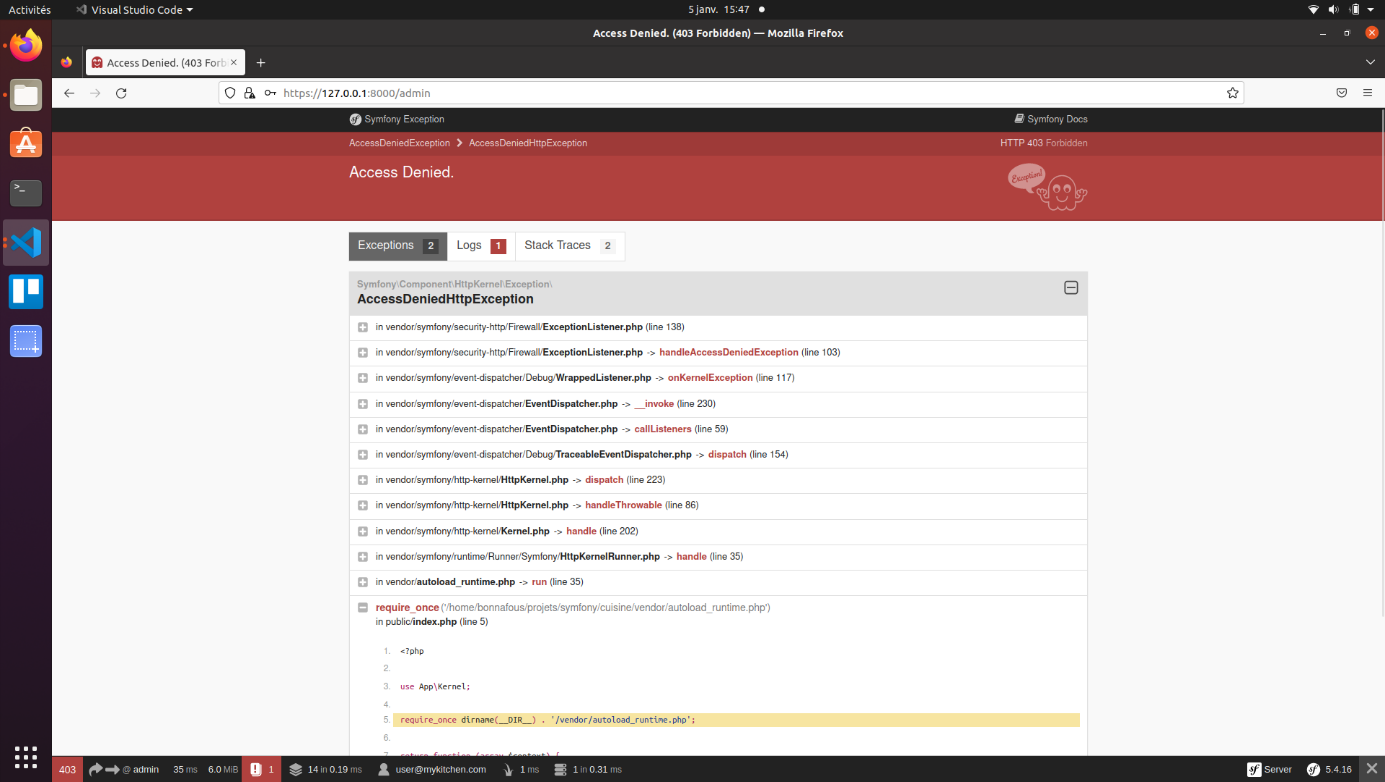 Activités Visual Studio Code 5 janv. 15:47
Access Denied. (403 Forbidden) — Mozilla Firefox
Access Denied. (403 Forb
https://127.0.0.1:8000/admin
Symfony Exception Symfony Docs
AccessDeniedException AccessDeniedHttpException HTTP 403 Forbidden
Access Denied.
Exception!
Exceptions 2 Logs 1 Stack Traces 2
Symfony\Component\HttpKernel\Exception\
AccessDeniedHttpException
in vendor/symfony/security-http/Firewall/ExceptionListener.php (line 138)
in vendor/symfony/security-http/Firewall/ExceptionListener.php -> handleAccessDeniedException (line 103)
in vendor/symfony/event-dispatcher/Debug/WrappedListener.php -> onKernelException (line 117)
in vendor/symfony/event-dispatcher/EventDispatcher.php -> __invoke (line 230)
in vendor/symfony/event-dispatcher/EventDispatcher.php -> callListeners (line 59)
in vendor/symfony/event-dispatcher/Debug/TraceableEventDispatcher.php -> dispatch (line 154)
in vendor/symfony/http-kernel/HttpKernel.php -> dispatch (line 223)
in vendor/symfony/http-kernel/HttpKernel.php -> handleThrowable (line 86)
in vendor/symfony/http-kernel/Kernel.php -> handle (line 202)
in vendor/symfony/runtime/Runner/Symfony/HttpKernelRunner.php -> handle (line 35)
in vendor/autoload_runtime.php -> run (line 35)
require_once('/home/bonnafous/projets/symfony/cuisine/vendor/autoload_runtime.php')
in public/index.php (line 5)
1. <?php
2.
3. use App\Kernel;
4.
5. require_once dirname(__DIR__) . '/vendor/autoload_runtime.php';
6.
7. return function (array $context) {
403 @ admin 35 ms 6.0 MiB 1 14 in 0.19 ms user@mykitchen.com 1 ms 1 in 0.31 ms Server 5.4.16